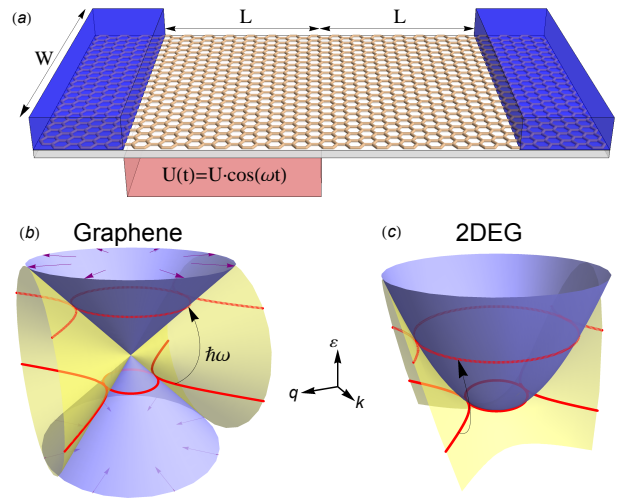 (a)
L L
W
U(t)=U·cos(ωt)
(b) Graphene
(c) 2DEG
ħω
ε
q
k